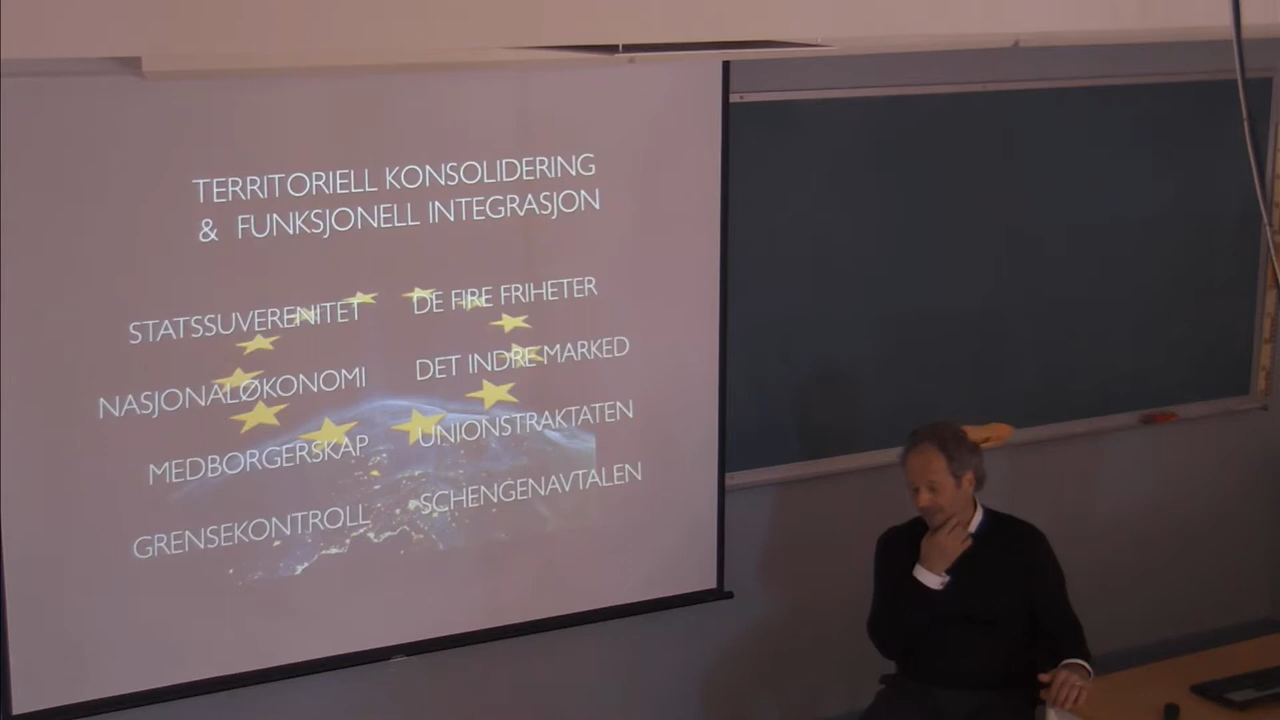 TERRITORIELL KONSOLIDERING
& FUNKSJONELL INTEGRASJON
STATSSUVERENITET
NASJONALØKONOMI
MEDBORGERSKAP
GRENSEKONTROLL
DE FIRE FRIHETER
DET INDRE MARKED
UNIONSTRAKTATEN
SCHENGENAVTALEN